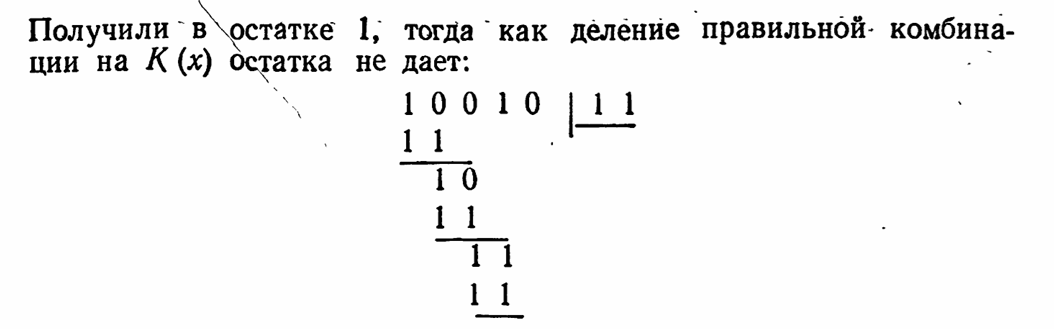 Получили в остатке 1, тогда как деление правильной комбина-
ции на K (x) остатка не дает:
1 0 0 1 0 | 1 1
1 1
1 0
1 1
1 1
1 1